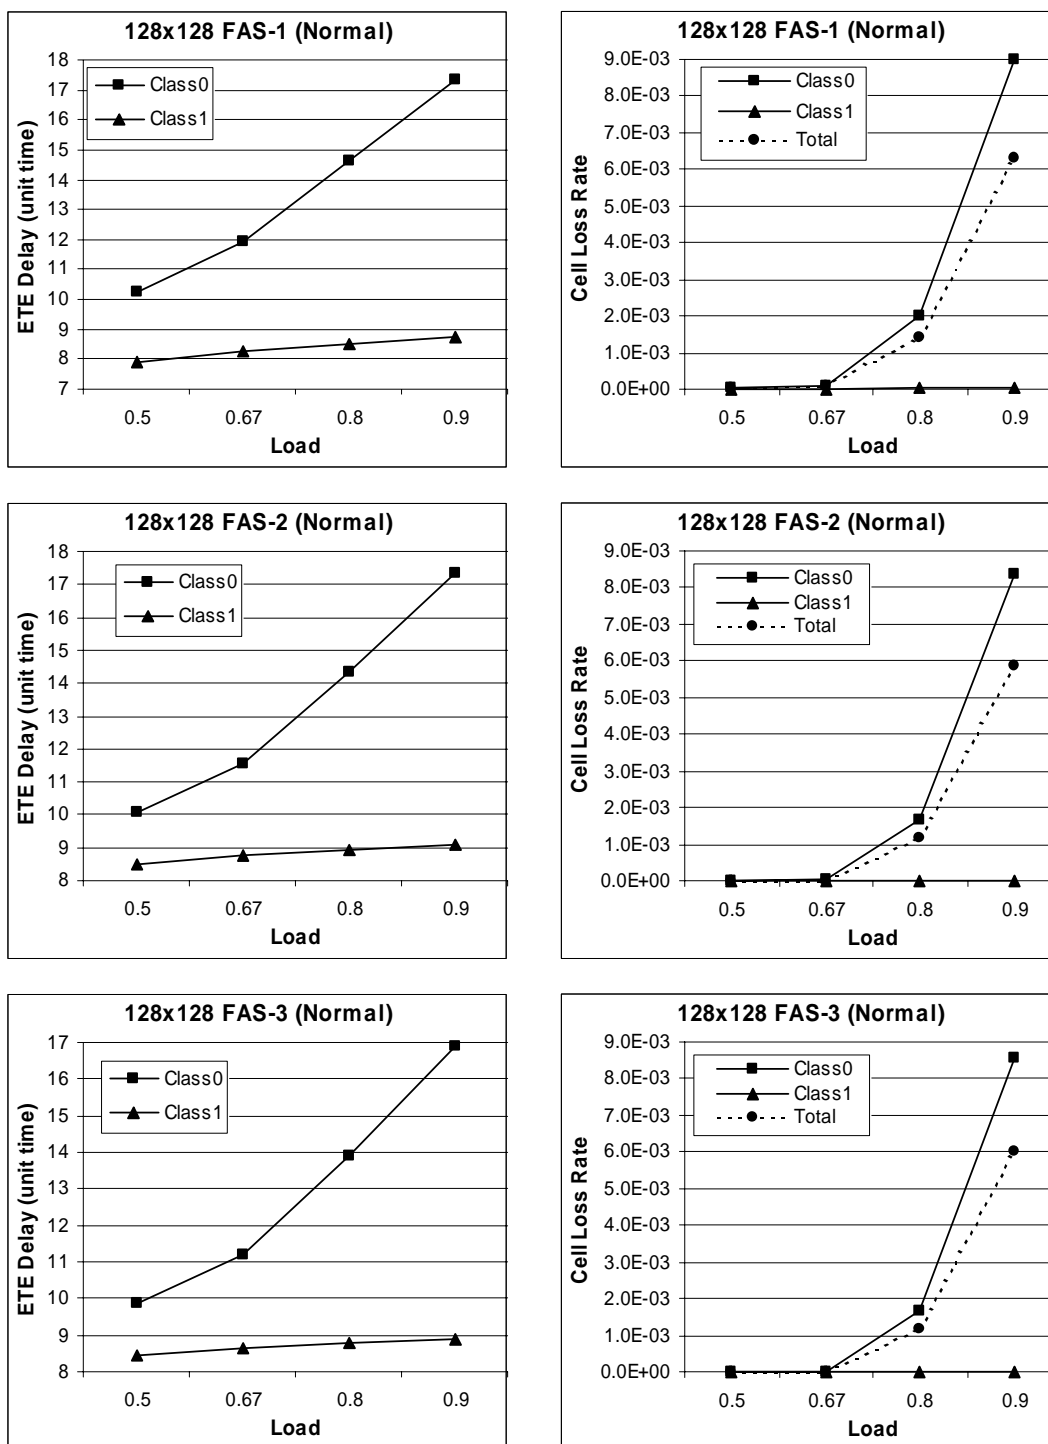 128x128 FAS-1 (Normal)
18
17
16
15
14
13
12
11
10
9
8
7
ETE Delay (unit time)
Class0
Class1
0.5 0.67 0.8 0.9
Load
128x128 FAS-1 (Normal)
9.0E-03
8.0E-03
7.0E-03
6.0E-03
5.0E-03
4.0E-03
3.0E-03
2.0E-03
1.0E-03
0.0E+00
Cell Loss Rate
Class0
Class1
Total
0.5 0.67 0.8 0.9
Load
128x128 FAS-2 (Normal)
18
17
16
15
14
13
12
11
10
9
8
ETE Delay (unit time)
Class0
Class1
0.5 0.67 0.8 0.9
Load
128x128 FAS-2 (Normal)
9.0E-03
8.0E-03
7.0E-03
6.0E-03
5.0E-03
4.0E-03
3.0E-03
2.0E-03
1.0E-03
0.0E+00
Cell Loss Rate
Class0
Class1
Total
0.5 0.67 0.8 0.9
Load
128x128 FAS-3 (Normal)
17
16
15
14
13
12
11
10
9
8
ETE Delay (unit time)
Class0
Class1
0.5 0.67 0.8 0.9
Load
128x128 FAS-3 (Normal)
9.0E-03
8.0E-03
7.0E-03
6.0E-03
5.0E-03
4.0E-03
3.0E-03
2.0E-03
1.0E-03
0.0E+00
Cell Loss Rate
Class0
Class1
Total
0.5 0.67 0.8 0.9
Load